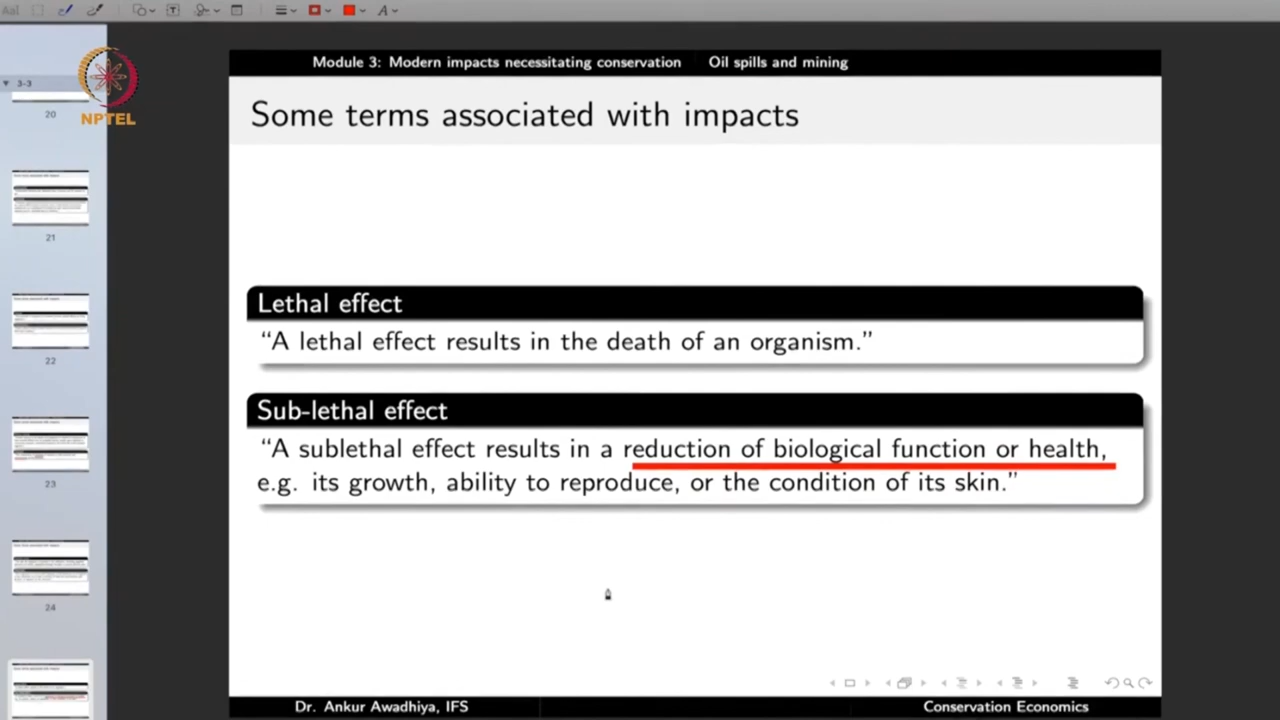 Module 3: Modern impacts necessitating conservation Oil spills and mining
3-3
NPTEL
Some terms associated with impacts
20
21
22
23
24
Lethal effect
“A lethal effect results in the death of an organism.”
Sub-lethal effect
“A sublethal effect results in a reduction of biological function or health,
e.g. its growth, ability to reproduce, or the condition of its skin.”
Dr. Ankur Awadhiya, IFS Conservation Economics